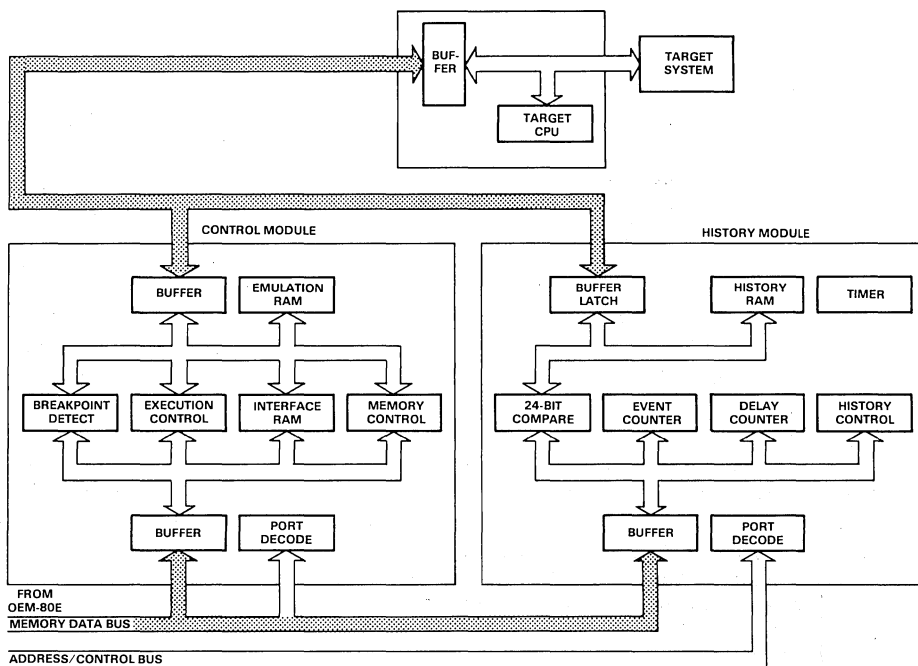 BUF-
FER
TARGET
SYSTEM
TARGET
CPU
CONTROL MODULE
HISTORY MODULE
BUFFER
EMULATION
RAM
BUFFER
LATCH
HISTORY
RAM
TIMER
BREAKPOINT
DETECT
EXECUTION
CONTROL
INTERFACE
RAM
MEMORY
CONTROL
24-BIT
COMPARE
EVENT
COUNTER
DELAY
COUNTER
HISTORY
CONTROL
BUFFER
PORT
DECODE
BUFFER
PORT
DECODE
FROM
OEM-80E
MEMORY DATA BUS
ADDRESS/CONTROL BUS